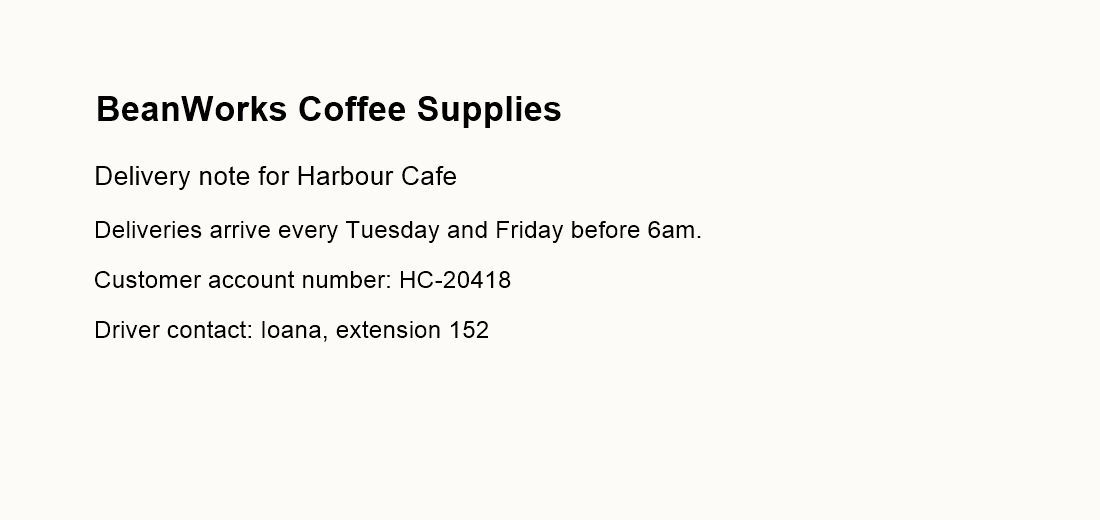 BeanWorks Coffee Supplies
Delivery note for Harbour Cafe
Deliveries arrive every Tuesday and Friday before 6am.
Customer account number: HC-20418
Driver contact: Ioana, extension 152